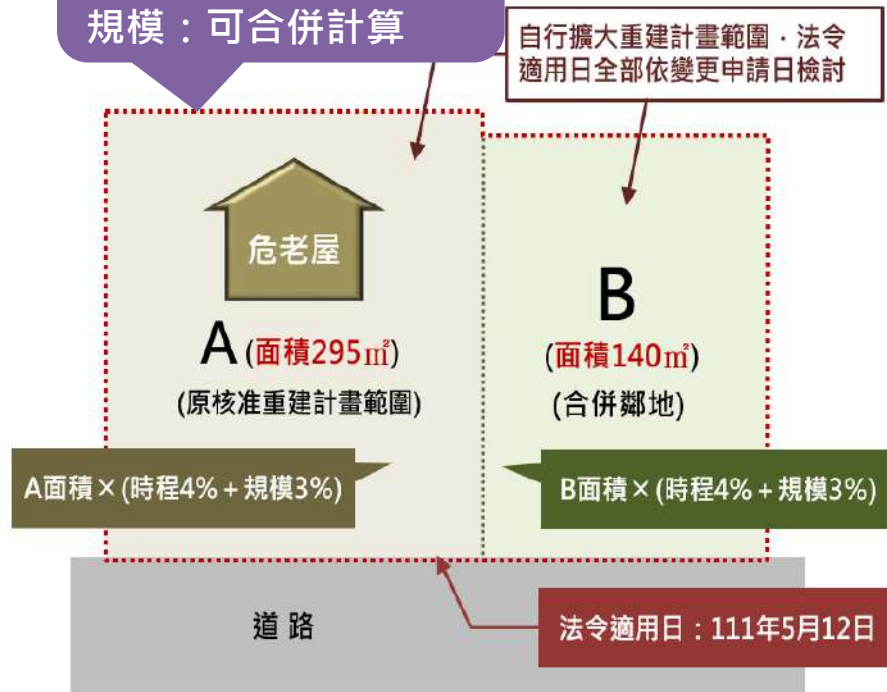 規模：可合併計算
自行擴大重建計畫範圍，法令
適用日全部依變更申請日檢討
危老屋
A (面積295㎡)
(原核准重建計畫範圍)
B
(面積140㎡)
(合併鄰地)
A面積×(時程4%+規模3%)
B面積×(時程4%+規模3%)
道路
法令適用日：111年5月12日